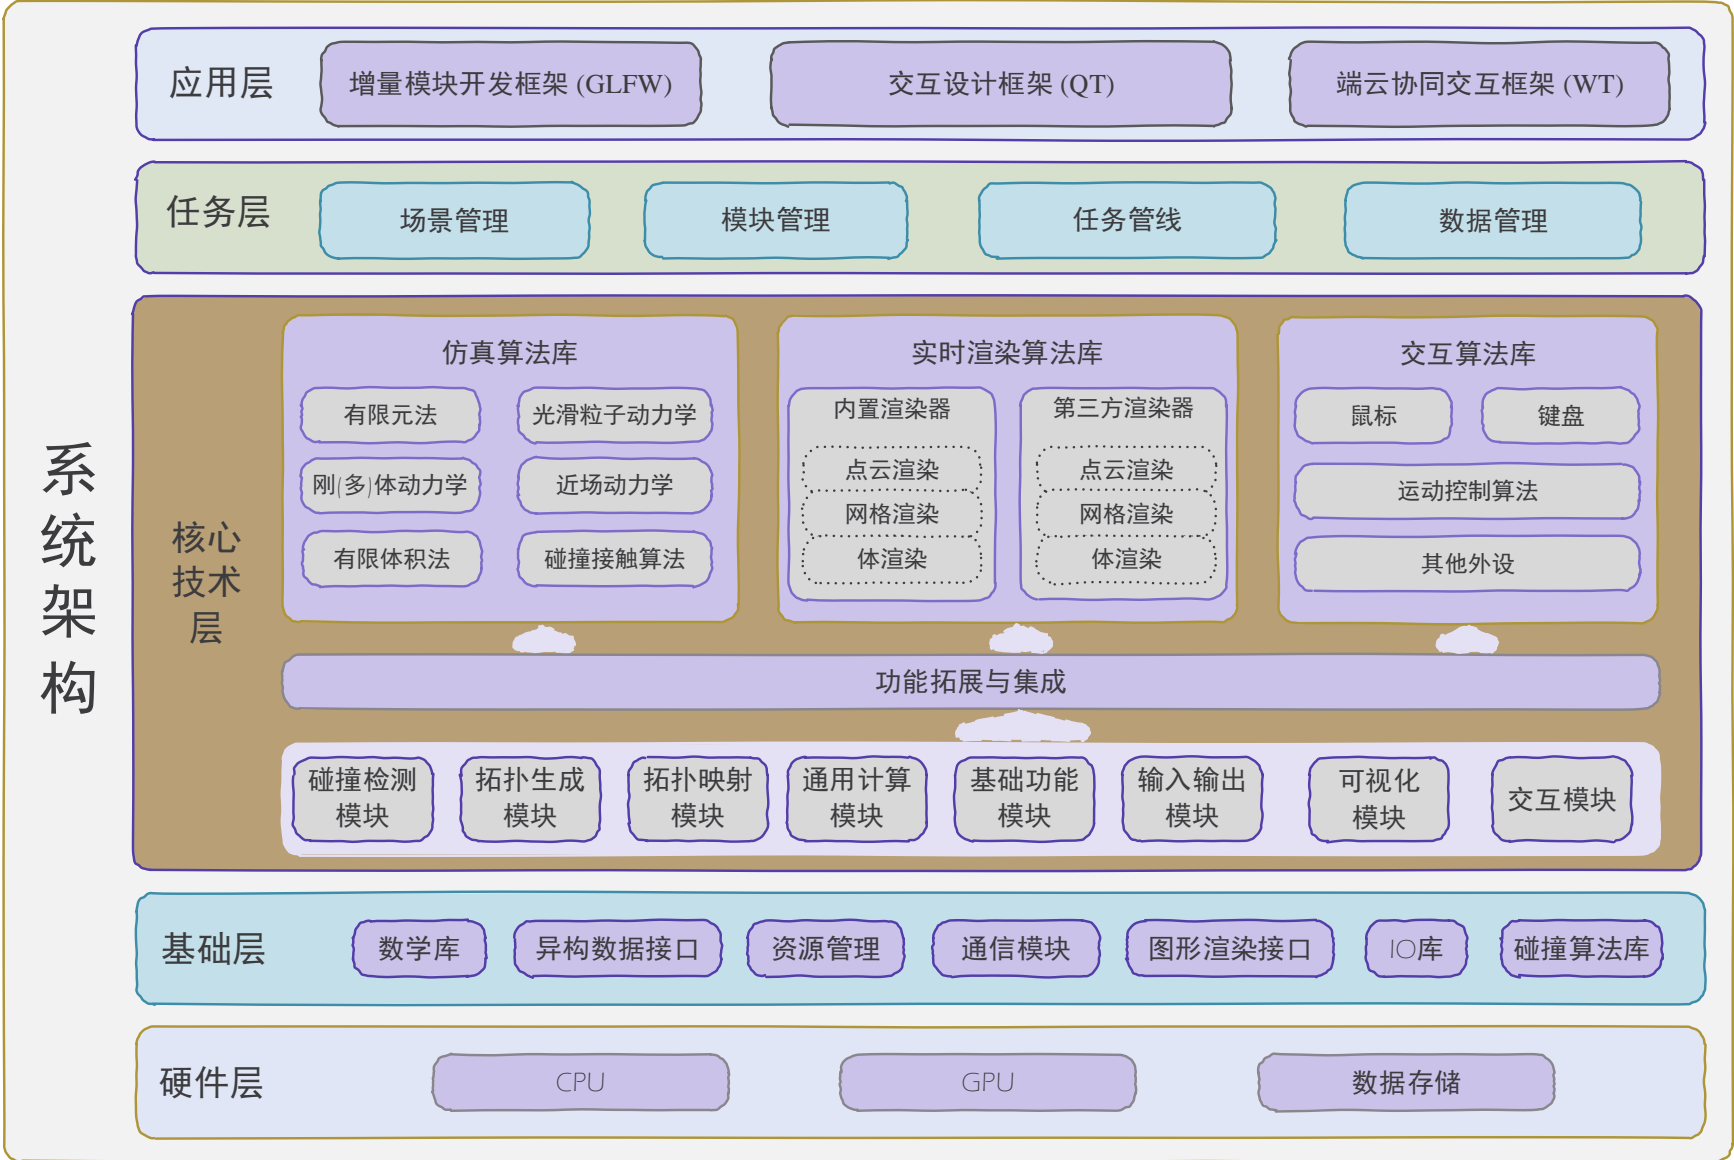 系统架构
应用层
增量模块开发框架 (GLFW)
交互设计框架 (QT)
端云协同交互框架 (WT)
任务层
场景管理
模块管理
任务管线
数据管理
核心
技术
层
仿真算法库
有限元法
光滑粒子动力学
刚(多)体动力学
近场动力学
有限体积法
碰撞接触算法
实时渲染算法库
内置渲染器
点云渲染
网格渲染
体渲染
第三方渲染器
点云渲染
网格渲染
体渲染
交互算法库
鼠标
键盘
运动控制算法
其他外设
功能拓展与集成
碰撞检测
模块
拓扑生成
模块
拓扑映射
模块
通用计算
模块
基础功能
模块
输入输出
模块
可视化
模块
交互模块
基础层
数学库
异构数据接口
资源管理
通信模块
图形渲染接口
IO库
碰撞算法库
硬件层
CPU
GPU
数据存储